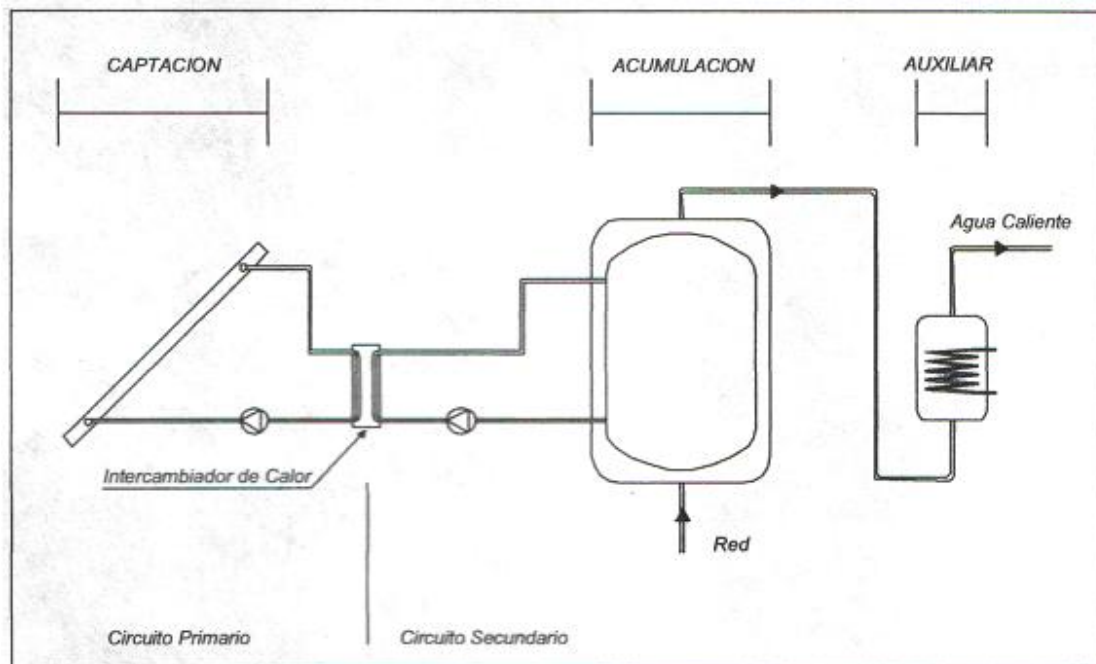 CAPTACION
ACUMULACION
AUXILIAR
Agua Caliente
Intercambiador de Calor
Red
Circuito Primario
Circuito Secundario